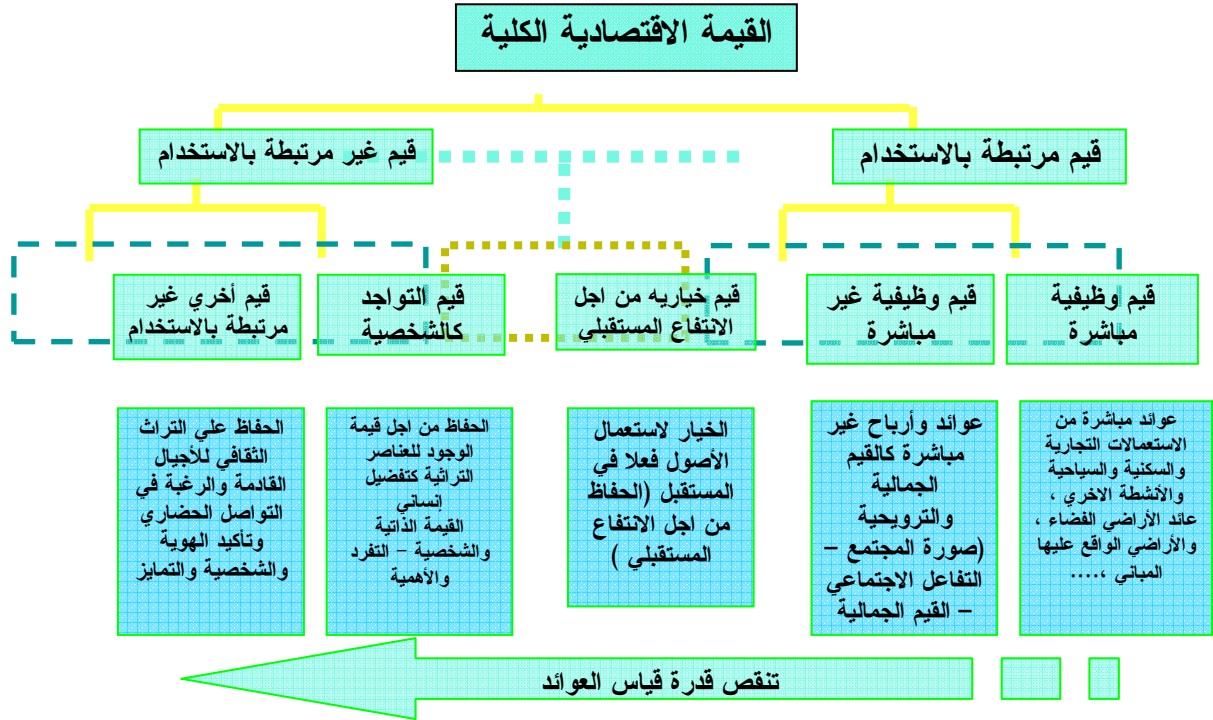 القيمة الاقتصادية الكلية
قيم مرتبطة بالاستخدام
قيم غير مرتبطة بالاستخدام
قيم وظيفية
مباشرة
قيم وظيفية غير
مباشرة
قيم خياريه من اجل
الانتفاع المستقبلي
قيم التواجد
كالشخصية
قيم أخري غير
مرتبطة بالاستخدام
عوائد مباشرة من
الاستعمالات التجارية
والسكنية والسياحية
والأنشطة الاخري ،
عائد الأراضي الفضاء ،
والأراضي الواقع عليها
المباني ،....
عوائد وأرباح غير
مباشرة كالقيم
الجمالية
والترويحية
(صورة المجتمع –
التفاعل الاجتماعي
– القيم الجمالية
الخيار لاستعمال
الأصول فعلا في
المستقبل (الحفاظ
من اجل الانتفاع
المستقبلي )
الحفاظ من اجل قيمة
الوجود للعناصر
التراثية كتفضيل
إنساني
القيمة الذاتية
والشخصية – التفرد
والأهمية
الحفاظ علي التراث
الثقافي للأجيال
القادمة والرغبة في
التواصل الحضاري
وتأكيد الهوية
والشخصية والتمايز
تنقص قدرة قياس العوائد